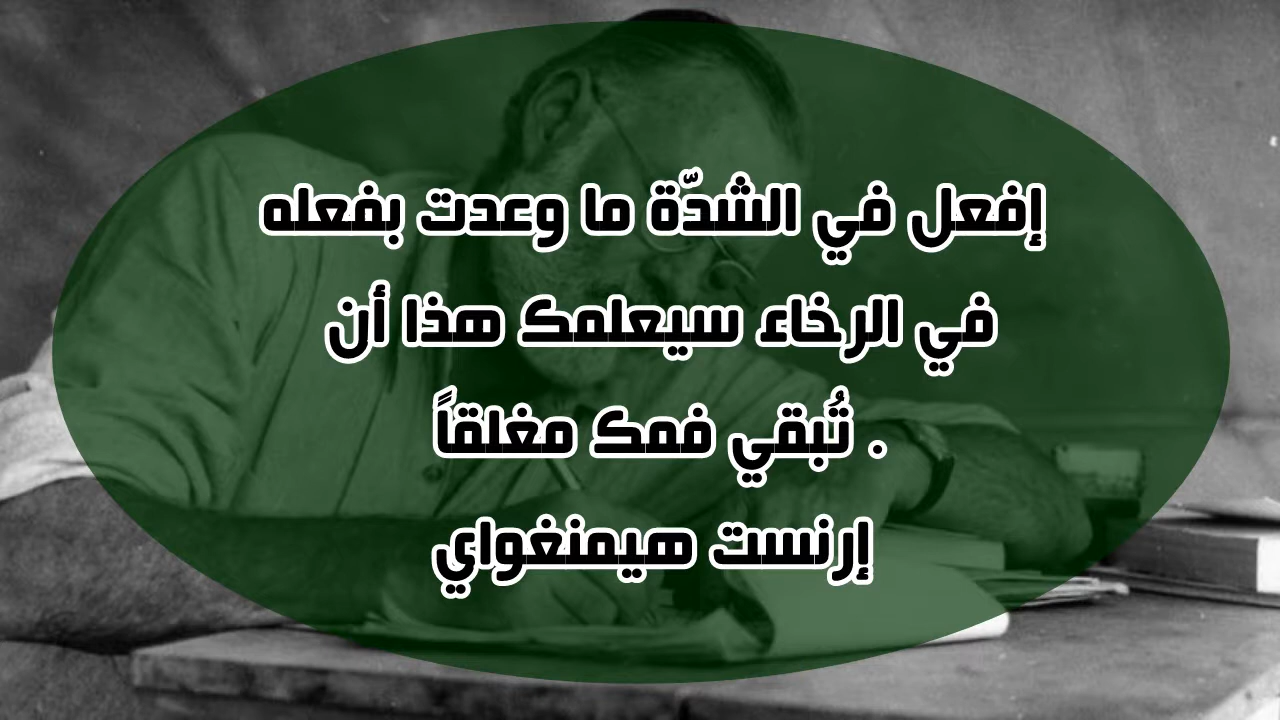 إفعل في الشدّة ما وعدت بفعله
في الرخاء سيعلمك هذا أن
. تُبقي فمك مغلقاً
إرنست هيمنغواي